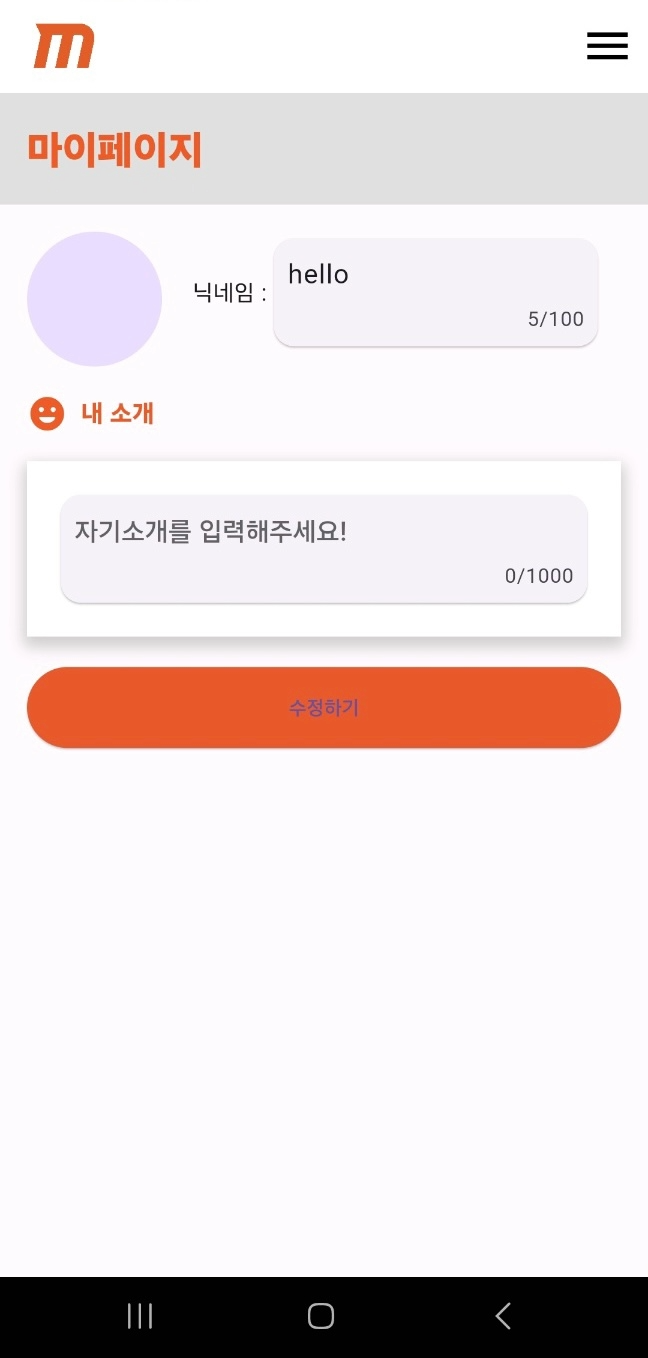 m
마이페이지
닉네임 : hello
5/100
내 소개
자기소개를 입력해주세요!
0/1000
수정하기